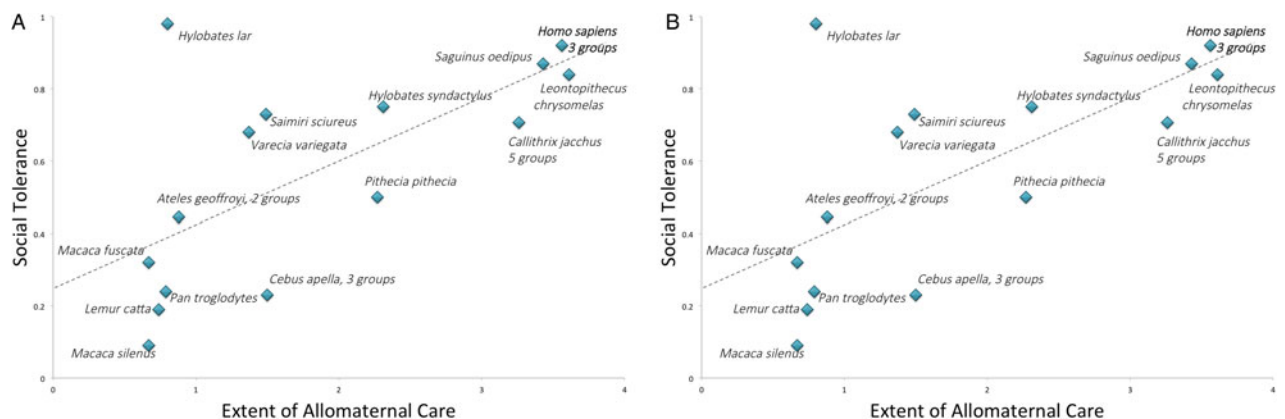 A
1
0.8
0.6
0.4
0.2
0
0
1
2
3
4
Social Tolerance
Extent of Allomaternal Care
Hylobates lar
Homo sapiens
3 groups
Saguinus oedipus
Leontopithecus
chrysomelas
Hylobates syndactylus
Saimiri sciureus
Varecia variegata
Callithrix jacchus
5 groups
Pithecia pithecia
Ateles geoffroyi, 2 groups
Macaca fuscata
Cebus apella, 3 groups
Pan troglodytes
Lemur catta
Macaca silenus
B
1
0.8
0.6
0.4
0.2
0
0
1
2
3
4
Social Tolerance
Extent of Allomaternal Care
Hylobates lar
Homo sapiens
3 groups
Saguinus oedipus
Leontopithecus
chrysomelas
Hylobates syndactylus
Saimiri sciureus
Varecia variegata
Callithrix jacchus
5 groups
Pithecia pithecia
Ateles geoffroyi, 2 groups
Macaca fuscata
Cebus apella, 3 groups
Pan troglodytes
Lemur catta
Macaca silenus